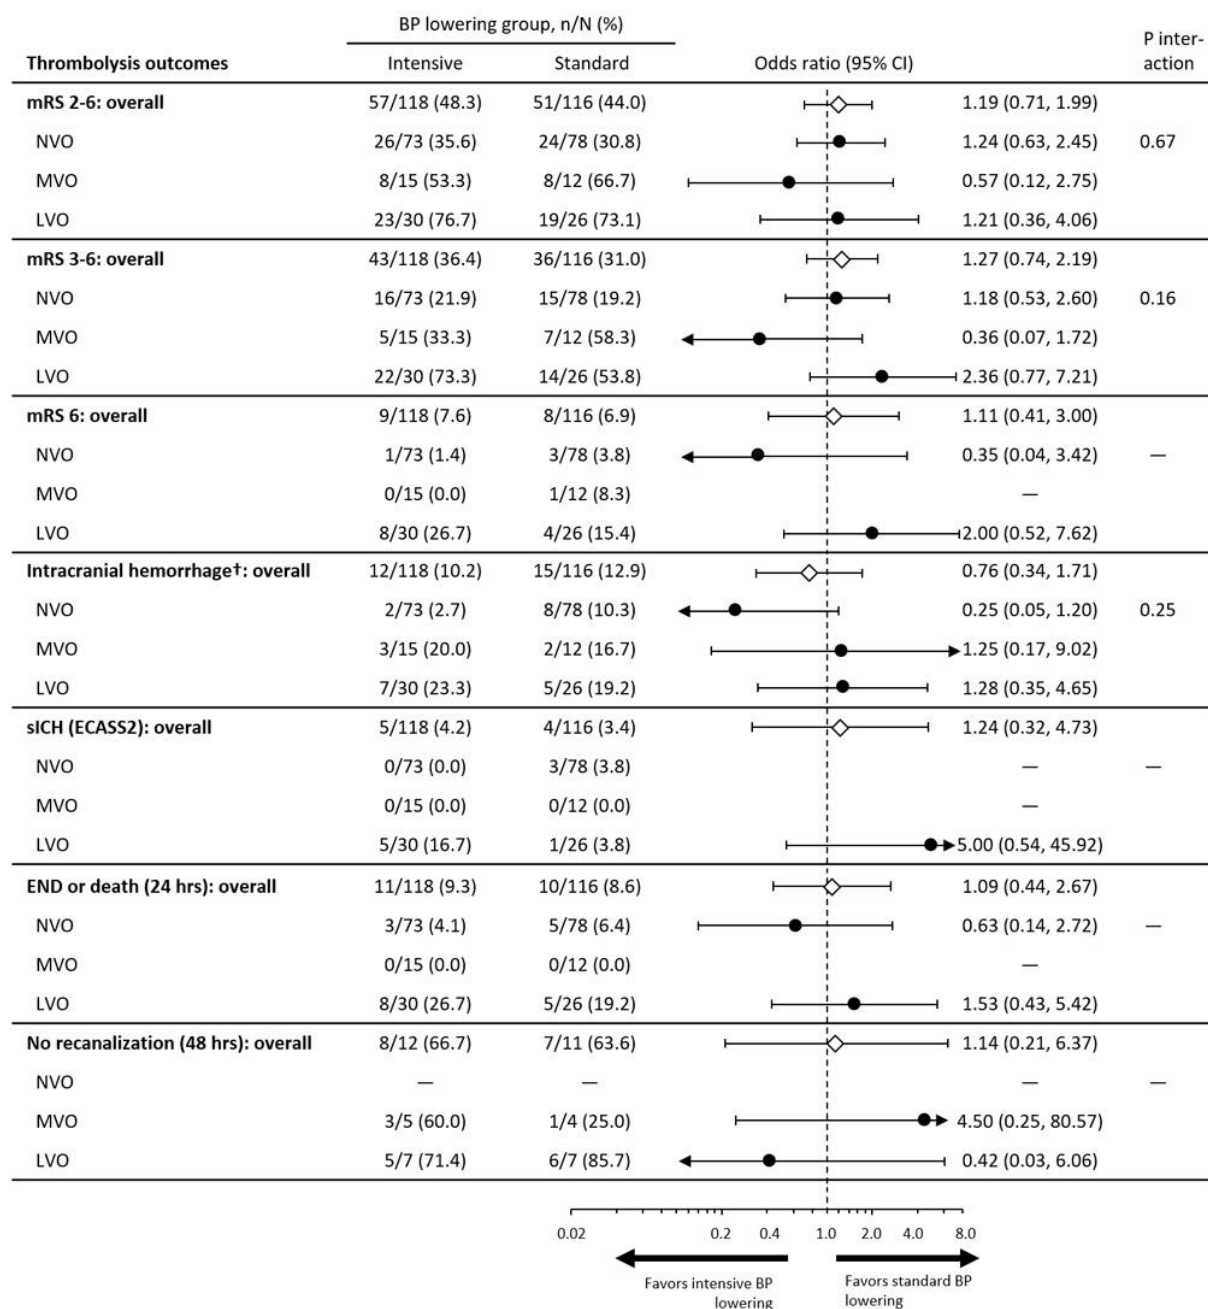 BP lowering group, n/N (%)
P inter-
action
Thrombolysis outcomes Intensive Standard Odds ratio (95% CI)
mRS 2-6: overall 57/118 (48.3) 51/116 (44.0) 1.19 (0.71, 1.99)
NVO 26/73 (35.6) 24/78 (30.8) 1.24 (0.63, 2.45) 0.67
MVO 8/15 (53.3) 8/12 (66.7) 0.57 (0.12, 2.75)
LVO 23/30 (76.7) 19/26 (73.1) 1.21 (0.36, 4.06)
mRS 3-6: overall 43/118 (36.4) 36/116 (31.0) 1.27 (0.74, 2.19)
NVO 16/73 (21.9) 15/78 (19.2) 1.18 (0.53, 2.60) 0.16
MVO 5/15 (33.3) 7/12 (58.3) 0.36 (0.07, 1.72)
LVO 22/30 (73.3) 14/26 (53.8) 2.36 (0.77, 7.21)
mRS 6: overall 9/118 (7.6) 8/116 (6.9) 1.11 (0.41, 3.00)
NVO 1/73 (1.4) 3/78 (3.8) 0.35 (0.04, 3.42) —
MVO 0/15 (0.0) 1/12 (8.3) —
LVO 8/30 (26.7) 4/26 (15.4) 2.00 (0.52, 7.62)
Intracranial hemorrhage†: overall 12/118 (10.2) 15/116 (12.9) 0.76 (0.34, 1.71)
NVO 2/73 (2.7) 8/78 (10.3) 0.25 (0.05, 1.20) 0.25
MVO 3/15 (20.0) 2/12 (16.7) 1.25 (0.17, 9.02)
LVO 7/30 (23.3) 5/26 (19.2) 1.28 (0.35, 4.65)
sICH (ECASS2): overall 5/118 (4.2) 4/116 (3.4) 1.24 (0.32, 4.73)
NVO 0/73 (0.0) 3/78 (3.8) — —
MVO 0/15 (0.0) 0/12 (0.0) —
LVO 5/30 (16.7) 1/26 (3.8) 5.00 (0.54, 45.92)
END or death (24 hrs): overall 11/118 (9.3) 10/116 (8.6) 1.09 (0.44, 2.67)
NVO 3/73 (4.1) 5/78 (6.4) 0.63 (0.14, 2.72) —
MVO 0/15 (0.0) 0/12 (0.0) —
LVO 8/30 (26.7) 5/26 (19.2) 1.53 (0.43, 5.42)
No recanalization (48 hrs): overall 8/12 (66.7) 7/11 (63.6) 1.14 (0.21, 6.37)
NVO — — — —
MVO 3/5 (60.0) 1/4 (25.0) 4.50 (0.25, 80.57)
LVO 5/7 (71.4) 6/7 (85.7) 0.42 (0.03, 6.06)
0.02 0.2 0.4 1.0 2.0 4.0 8.0
Favors intensive BP
lowering
Favors standard BP
lowering